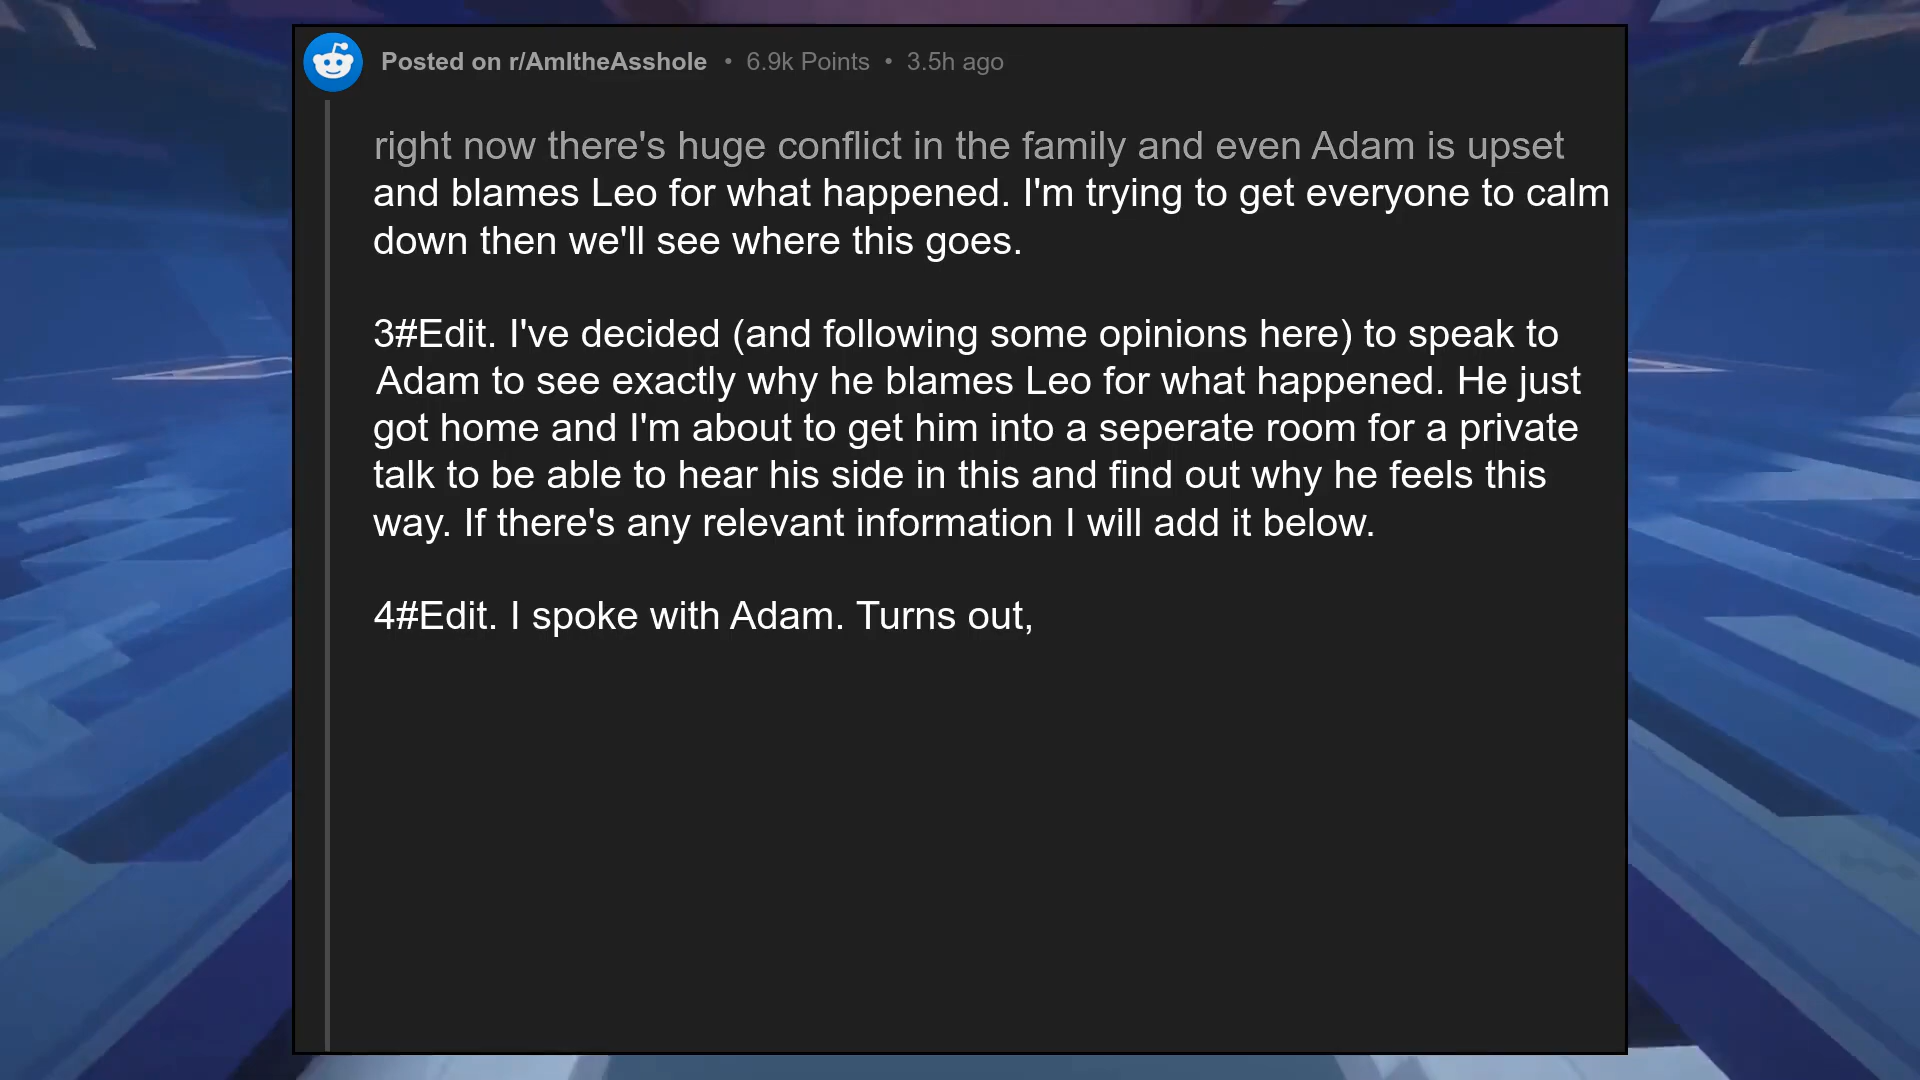 Posted on r/AmItheAsshole • 6.9k Points • 3.5h ago
right now there's huge conflict in the family and even Adam is upset
and blames Leo for what happened. I'm trying to get everyone to calm
down then we'll see where this goes.
3#Edit. I've decided (and following some opinions here) to speak to
Adam to see exactly why he blames Leo for what happened. He just
got home and I'm about to get him into a seperate room for a private
talk to be able to hear his side in this and find out why he feels this
way. If there's any relevant information I will add it below.
4#Edit. I spoke with Adam. Turns out,